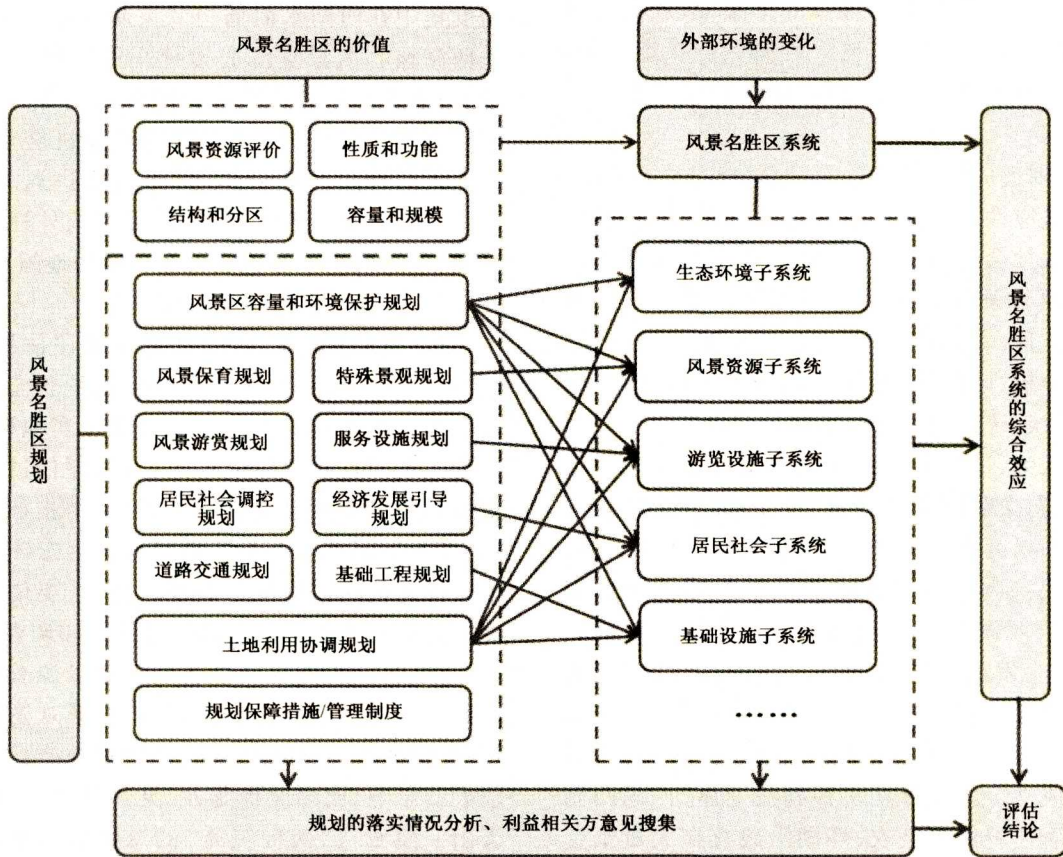 风景名胜区的价值
外部环境的变化
风景名胜区规划
风景资源评价
性质和功能
结构和分区
容量和规模
风景名胜区系统
风景区容量和环境保护规划
风景保育规划
特殊景观规划
风景游赏规划
服务设施规划
居民社会调控
规划
经济发展引导
规划
道路交通规划
基础工程规划
土地利用协调规划
规划保障措施/管理制度
生态环境子系统
风景资源子系统
游览设施子系统
居民社会子系统
基础设施子系统
……
风景名胜区系统的综合效应
规划的落实情况分析、利益相关方意见搜集
评估
结论